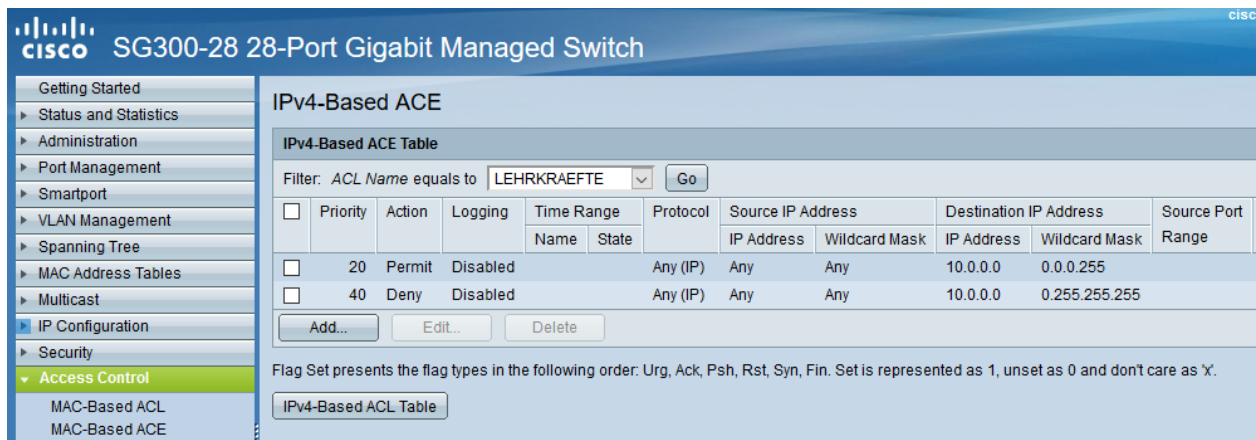 cisco
CISCO SG300-28 28-Port Gigabit Managed Switch
Getting Started
Status and Statistics
Administration
Port Management
Smartport
VLAN Management
Spanning Tree
MAC Address Tables
Multicast
IP Configuration
Security
Access Control
MAC-Based ACL
MAC-Based ACE
IPv4-Based ACE
IPv4-Based ACE Table
Filter: ACL Name equals to LEHRKRAEFTE Go
Priority Action Logging Time Range Protocol Source IP Address Destination IP Address Source Port Range
Name State IP Address Wildcard Mask IP Address Wildcard Mask
20 Permit Disabled Any (IP) Any Any 10.0.0.0 0.0.0.255
40 Deny Disabled Any (IP) Any Any 10.0.0.0 0.255.255.255
Add... Edit... Delete
Flag Set presents the flag types in the following order: Urg, Ack, Psh, Rst, Syn, Fin. Set is represented as 1, unset as 0 and don't care as 'x'.
IPv4-Based ACL Table